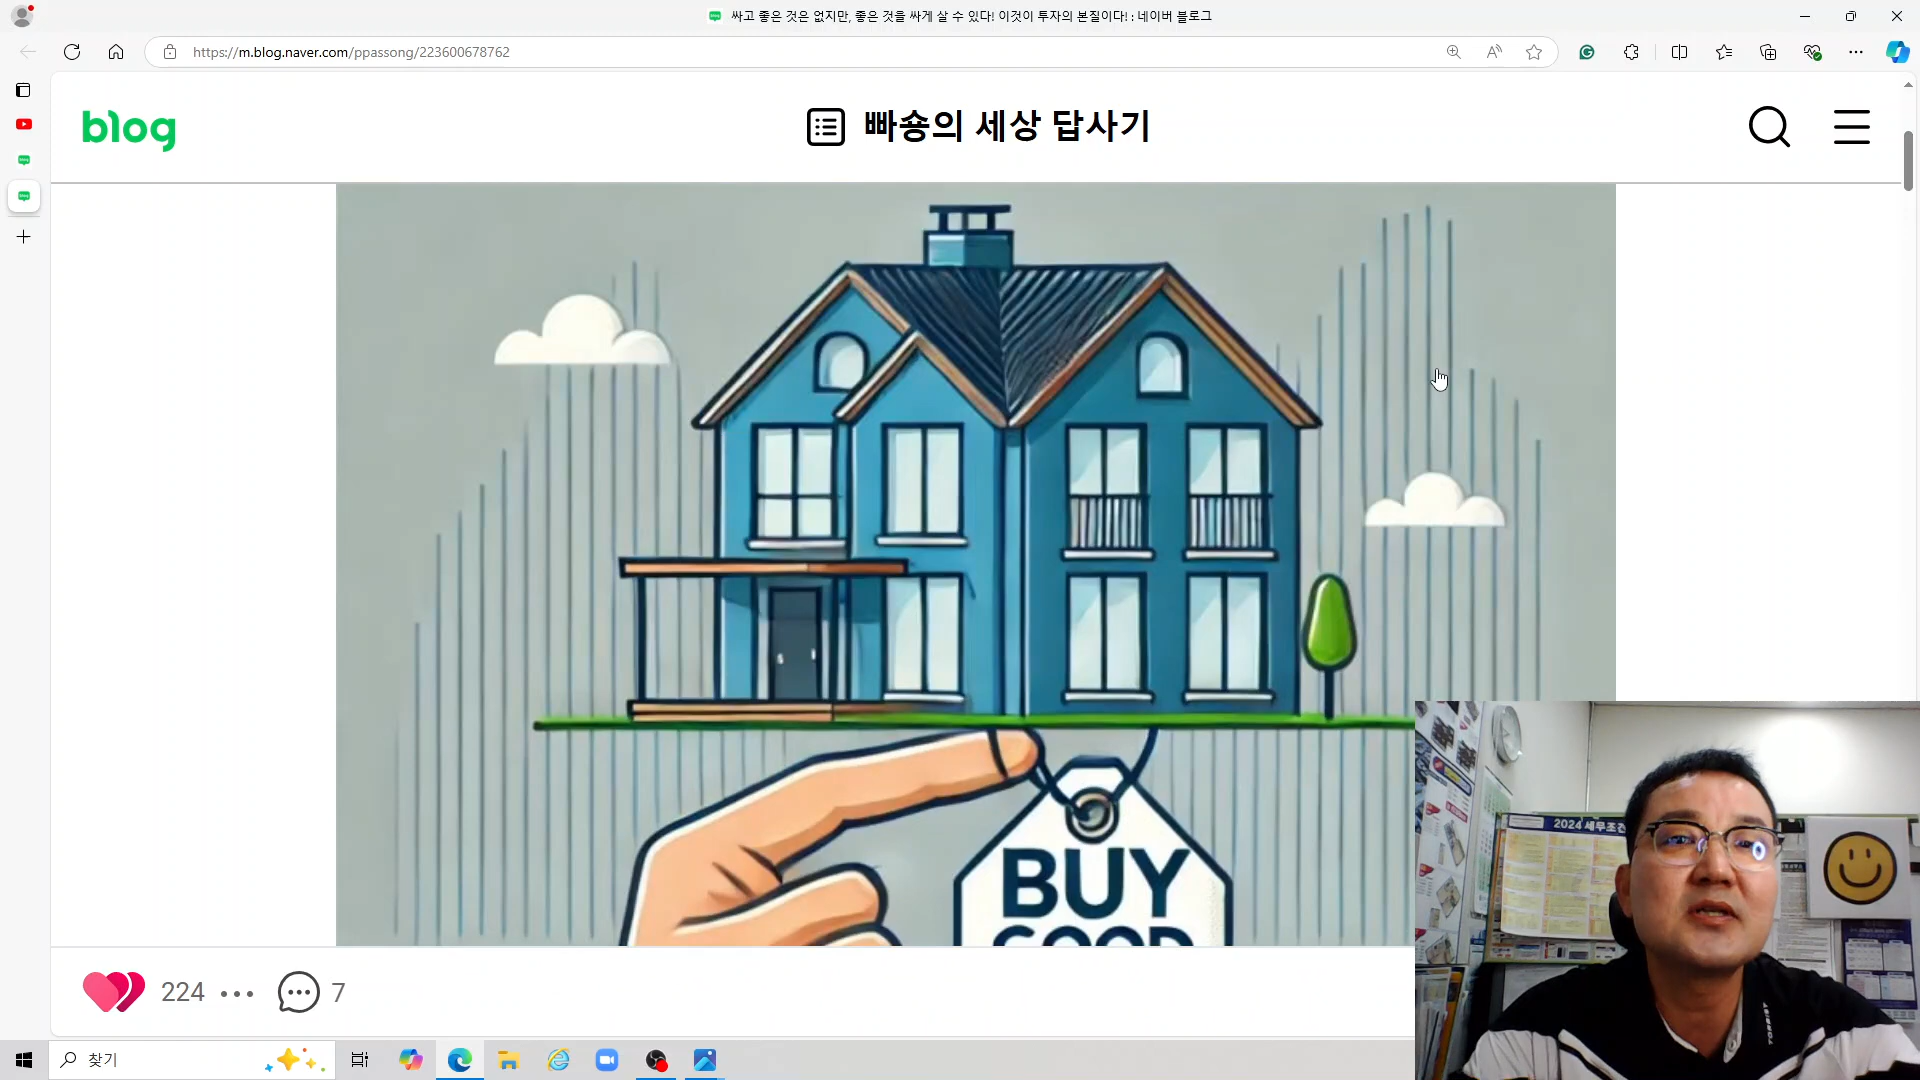 싸고 좋은 것은 없지만, 좋은 것을 싸게 살 수 있다! 이것이 투자의 본질이다! : 네이버 블로그
https://m.blog.naver.com/ppassong/223600678762
blog
빠숑의 세상 답사기
BUY
GOOD
2024 세무조
224
7
찾기